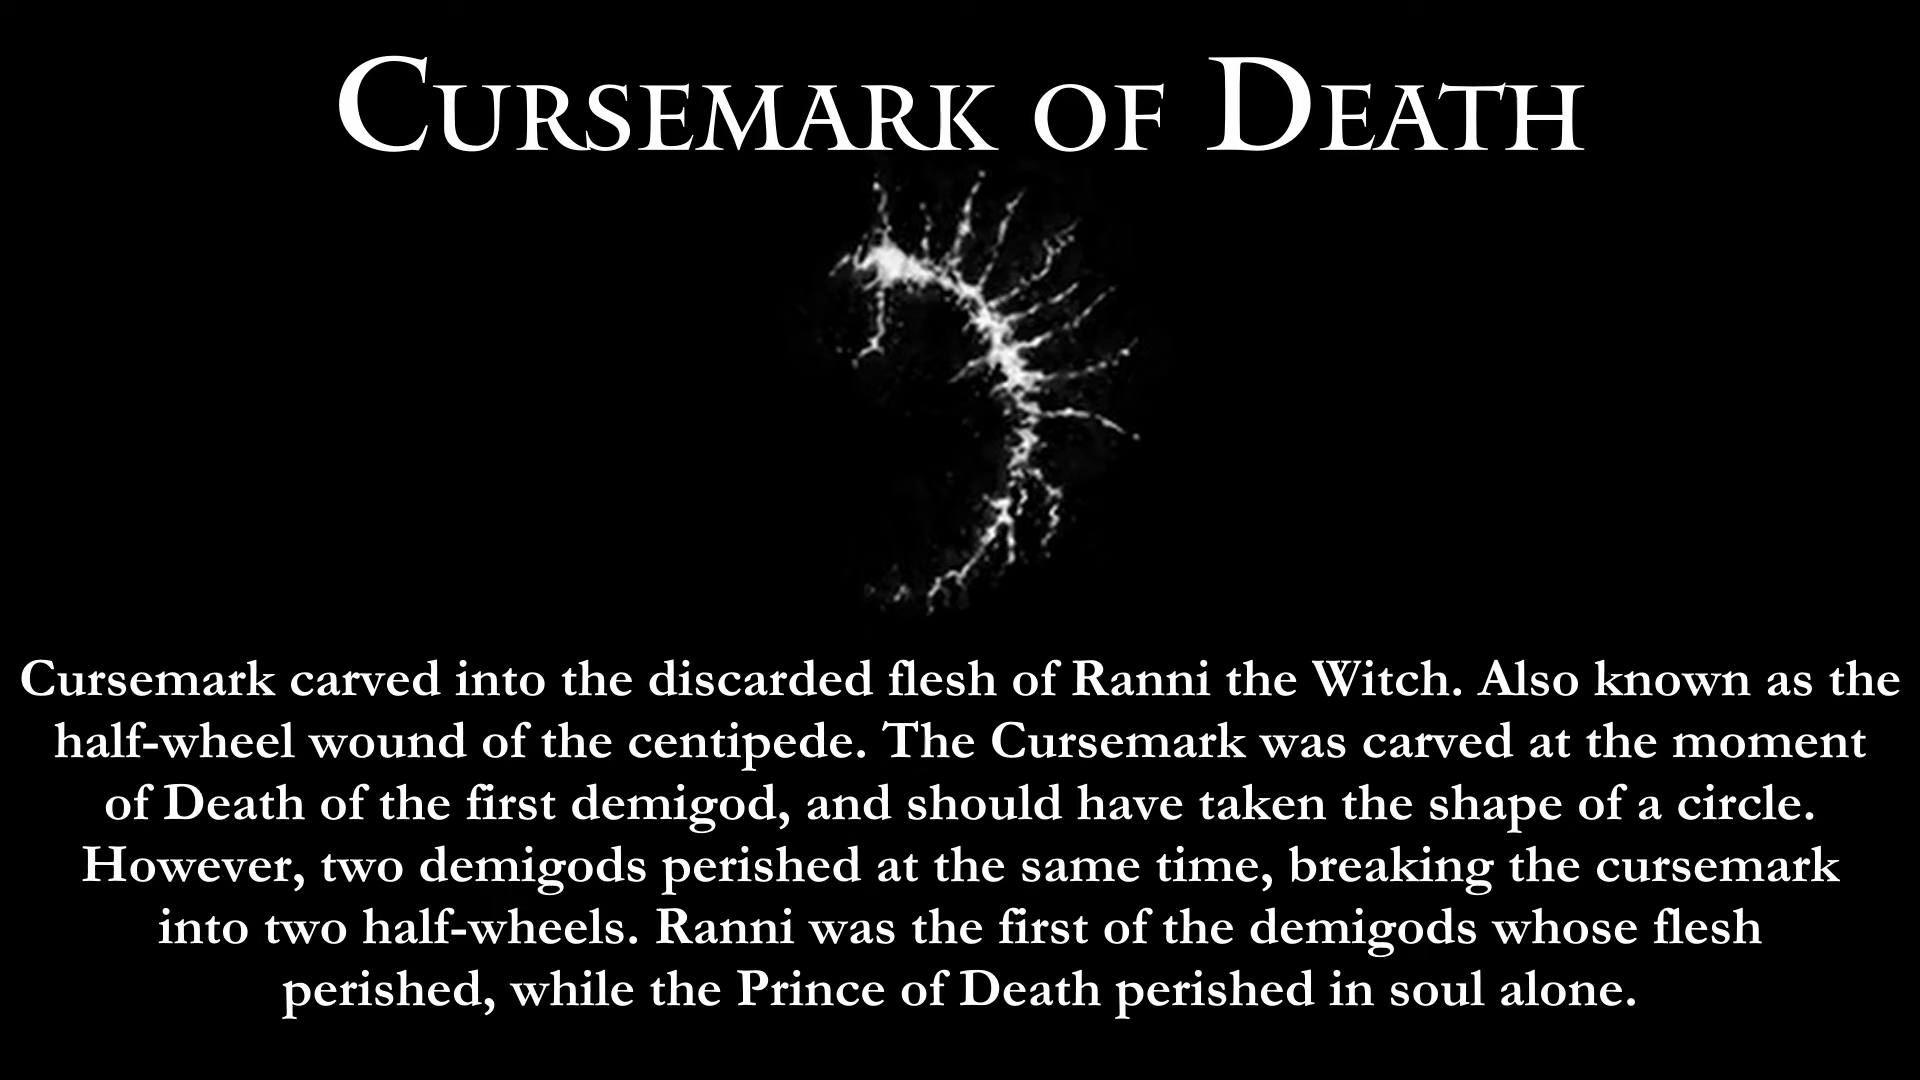 Cursemark of Death
Cursemark carved into the discarded flesh of Ranni the Witch. Also known as the
half-wheel wound of the centipede. The Cursemark was carved at the moment
of Death of the first demigod, and should have taken the shape of a circle.
However, two demigods perished at the same time, breaking the cursemark
into two half-wheels. Ranni was the first of the demigods whose flesh
perished, while the Prince of Death perished in soul alone.